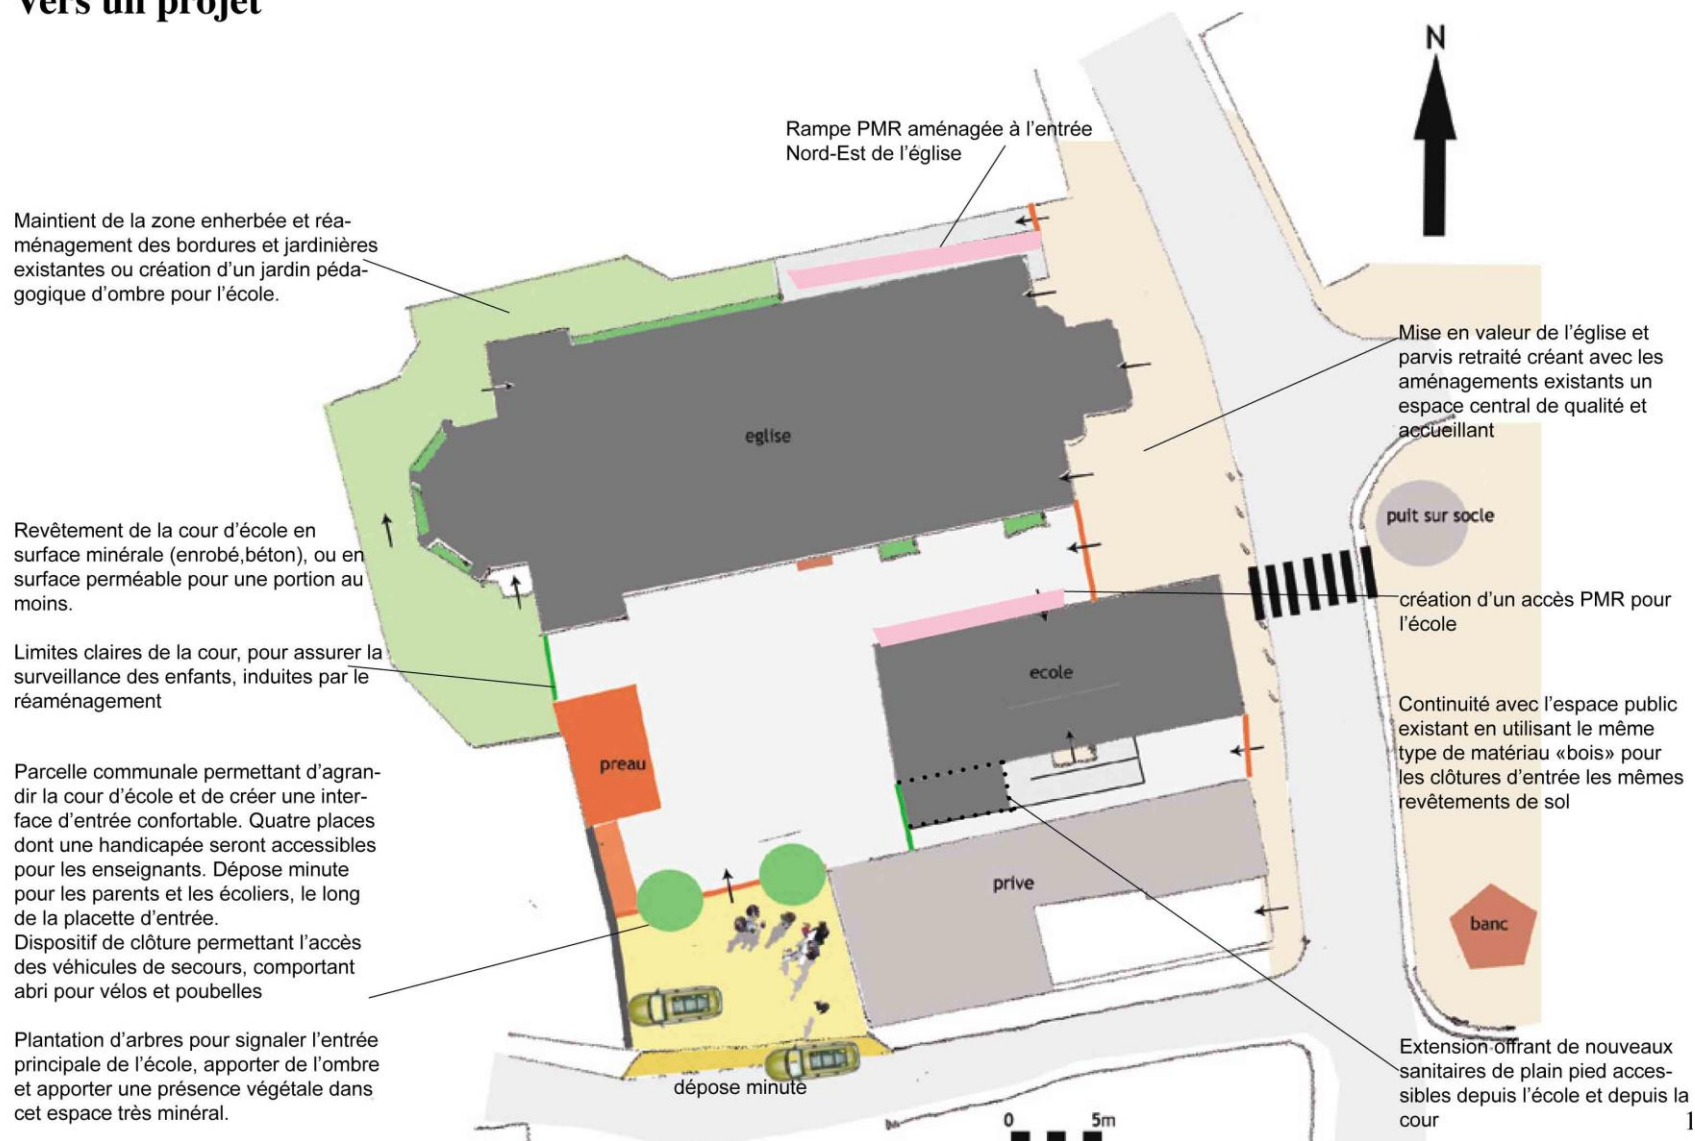 Vers un projet
N
Rampe PMR aménagée à l'entrée
Nord-Est de l'église
Maintient de la zone enherbée et réa-
ménagement des bordures et jardinières
existantes ou création d'un jardin péda-
gogique d'ombre pour l'école.
Mise en valeur de l'église et
parvis retraité créant avec les
aménagements existants un
espace central de qualité et
accueillant
eglise
puit sur socle
Revêtement de la cour d'école en
surface minérale (enrobé,béton), ou en
surface perméable pour une portion au
moins.
création d'un accès PMR pour
l'école
Limites claires de la cour, pour assurer la
surveillance des enfants, induites par le
réaménagement
ecole
Continuité avec l'espace public
existant en utilisant le même
type de matériau «bois» pour
les clôtures d'entrée les mêmes
revêtements de sol
preau
Parcelle communale permettant d'agran-
dir la cour d'école et de créer une inter-
face d'entrée confortable. Quatre places
dont une handicapée seront accessibles
pour les enseignants. Dépose minute
pour les parents et les écoliers, le long
de la placette d'entrée.
Dispositif de clôture permettant l'accès
des véhicules de secours, comportant
abri pour vélos et poubelles
prive
banc
Plantation d'arbres pour signaler l'entrée
principale de l'école, apporter de l'ombre
et apporter une présence végétale dans
cet espace très minéral.
dépose minute
Extension offrant de nouveaux
sanitaires de plain pied acces-
sibles depuis l'école et depuis la
cour
0 5m
1